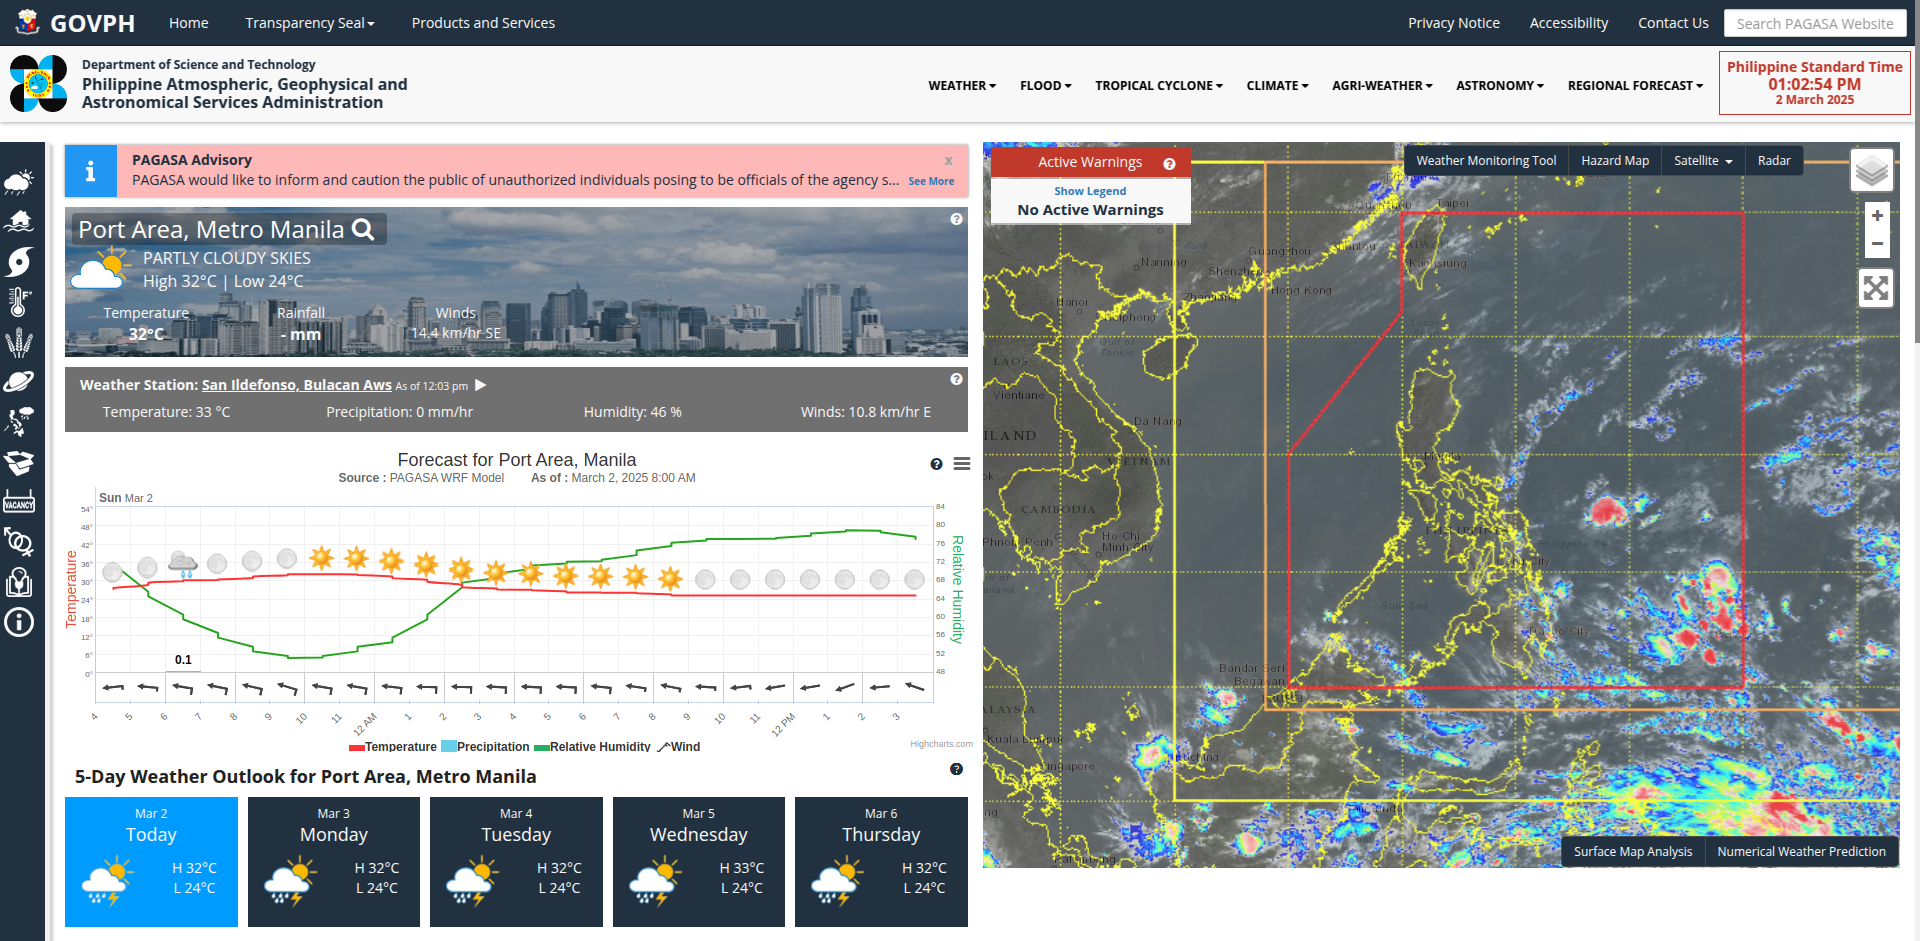 GOVPH
Home
Transparency Seal
Products and Services
Privacy Notice
Accessibility
Contact Us
Search PAGASA Website
Department of Science and Technology
Philippine Atmospheric, Geophysical and
Astronomical Services Administration
WEATHER
FLOOD
TROPICAL CYCLONE
CLIMATE
AGRI-WEATHER
ASTRONOMY
REGIONAL FORECAST
Philippine Standard Time
01:02:54 PM
2 March 2025
PAGASA Advisory
x
PAGASA would like to inform and caution the public of unauthorized individuals posing to be officials of the agency s... See More
Port Area, Metro Manila
PARTLY CLOUDY SKIES
High 32°C | Low 24°C
Temperature
32°C
Rainfall
- mm
Winds
14.4 km/hr SE
Weather Station: San Ildefonso, Bulacan Aws As of 12:03 pm
Temperature: 33 °C
Precipitation: 0 mm/hr
Humidity: 46 %
Winds: 10.8 km/hr E
Forecast for Port Area, Manila
Source : PAGASA WRF Model As of : March 2, 2025 8:00 AM
Sun Mar 2
Temperature
54°
48°
42°
36°
30°
24°
18°
12°
6°
0°
0.1
84
80
76
72
68
64
60
56
52
48
Relative Humidity
4 5 6 7 8 9 10 11 12 AM 1 2 3 4 5 6 7 8 9 10 11 12 PM 1 2 3
Temperature Precipitation Relative Humidity Wind
Highcharts.com
5-Day Weather Outlook for Port Area, Metro Manila
Mar 2
Today
H 32°C
L 24°C
Mar 3
Monday
H 32°C
L 24°C
Mar 4
Tuesday
H 32°C
L 24°C
Mar 5
Wednesday
H 33°C
L 24°C
Mar 6
Thursday
H 32°C
L 24°C
VACANCY
Active Warnings
Show Legend
No Active Warnings
Weather Monitoring Tool
Hazard Map
Satellite
Radar
+
−
Taipei
Guangzhou
Nanning
Shenzhen
Hong Kong
Kaohsiung
Hanoi
Haiphong
Gulf of
Tonkin
LAOS
Vientiane
Da Nang
VIETNAM
CAMBODIA
Phnom Penh
Ho Chi
Minh City
Manila
Philippine Se
Sulu Sea
Davao City
Bandar Seri
Begawan
Kuala Lumpur
Singapore
Kuching
Surface Map Analysis
Numerical Weather Prediction